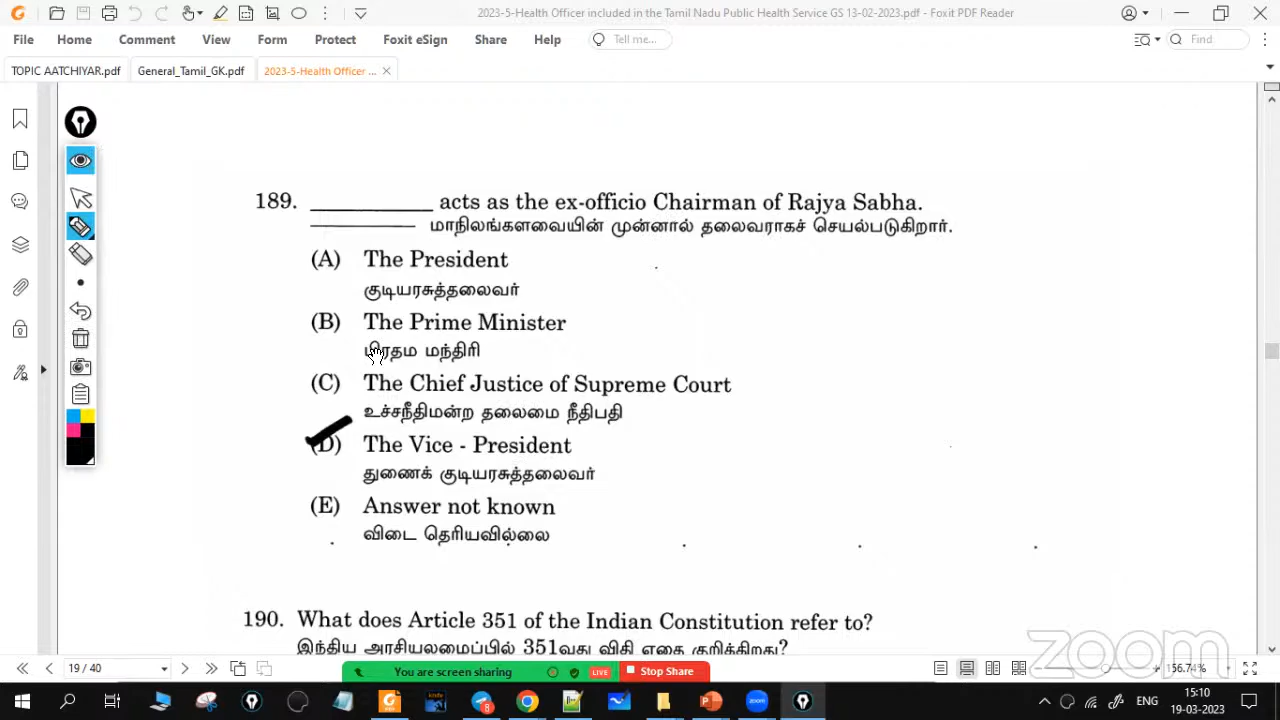 2023-5-Health Officer included in the Tamil Nadu Public Health Service GS 13-02-2023.pdf - Foxit PDF Reader
File Home Comment View Form Protect Foxit eSign Share Help Tell me... Find
TOPIC AATCHIYAR.pdf General_Tamil_GK.pdf 2023-5-Health Officer ...
189. __________ acts as the ex-officio Chairman of Rajya Sabha.
__________ மாநிலங்களவையின் முன்னால் தலைவராகச் செயல்படுகிறார்.
(A) The President
குடியரசுத்தலைவர்
(B) The Prime Minister
பிரதம மந்திரி
(C) The Chief Justice of Supreme Court
உச்சநீதிமன்ற தலைமை நீதிபதி
(D) The Vice - President
துணைக் குடியரசுத்தலைவர்
(E) Answer not known
விடை தெரியவில்லை
190. What does Article 351 of the Indian Constitution refer to?
இந்திய அரசியலமைப்பில் 351வது விதி எதை குறிக்கிறது?
zoom
19 / 40 156.74%
You are screen sharing LIVE Stop Share
ENG 15:10
19-03-2023